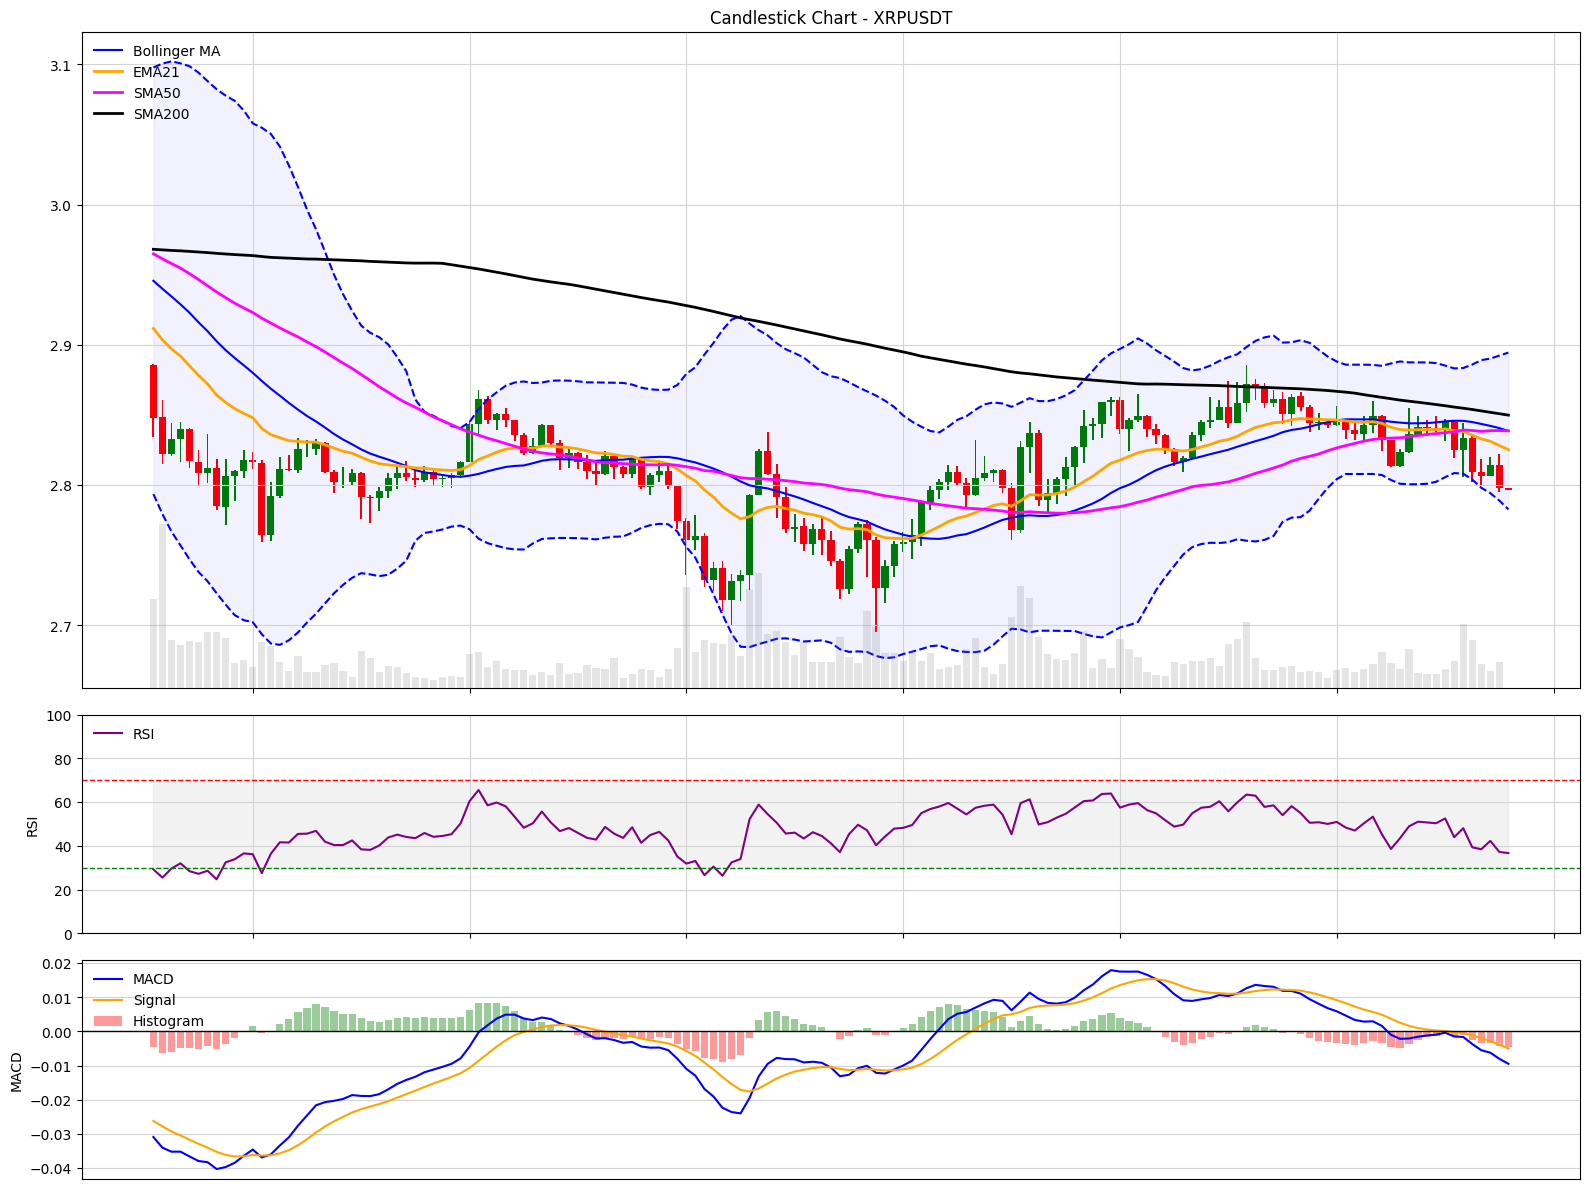 Candlestick Chart - XRPUSDT
Bollinger MA
EMA21
SMA50
SMA200
3.1
3.0
2.9
2.8
2.7
RSI
100
80
60
40
20
0
RSI
MACD
Signal
Histogram
0.02
0.01
0.00
−0.01
−0.02
−0.03
−0.04
MACD